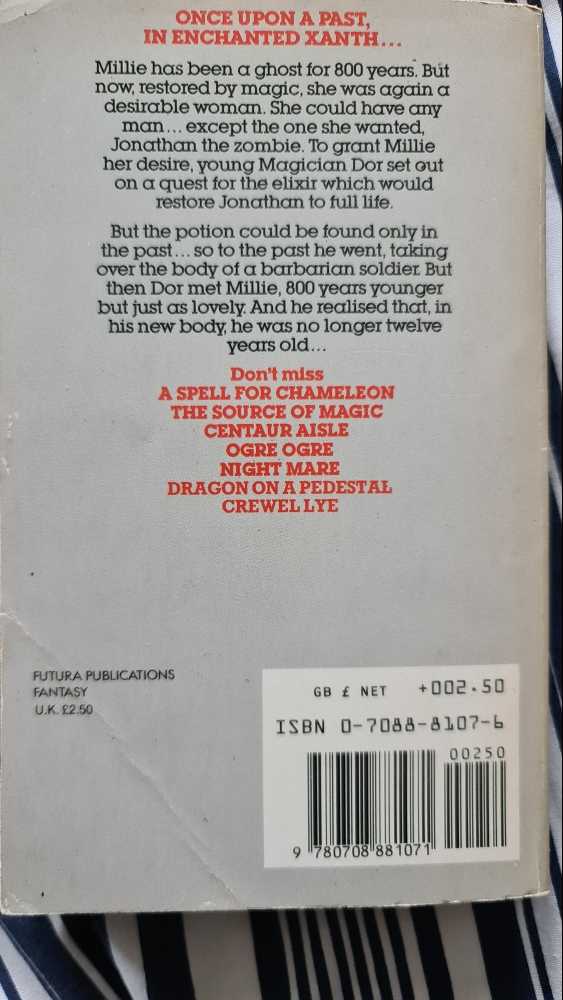 ONCE UPON A PAST,
IN ENCHANTED XANTH...
Millie has been a ghost for 800 years. But
now, restored by magic, she was again a
desirable woman. She could have any
man... except the one she wanted,
Jonathan the zombie. To grant Millie
her desire, young Magician Dor set out
on a quest for the elixir which would
restore Jonathan to full life.
But the potion could be found only in
the past... so to the past he went, taking
over the body of a barbarian soldier. But
then Dor met Millie, 800 years younger
but just as lovely. And he realised that, in
his new body, he was no longer twelve
years old...
Don't miss
A SPELL FOR CHAMELEON
THE SOURCE OF MAGIC
CENTAUR AISLE
OGRE OGRE
NIGHT MARE
DRAGON ON A PEDESTAL
CREWEL LYE
FUTURA PUBLICATIONS
FANTASY
U.K. £2.50
GB £ NET +002.50
ISBN 0-7088-8107-6
00250
9 780708 881071